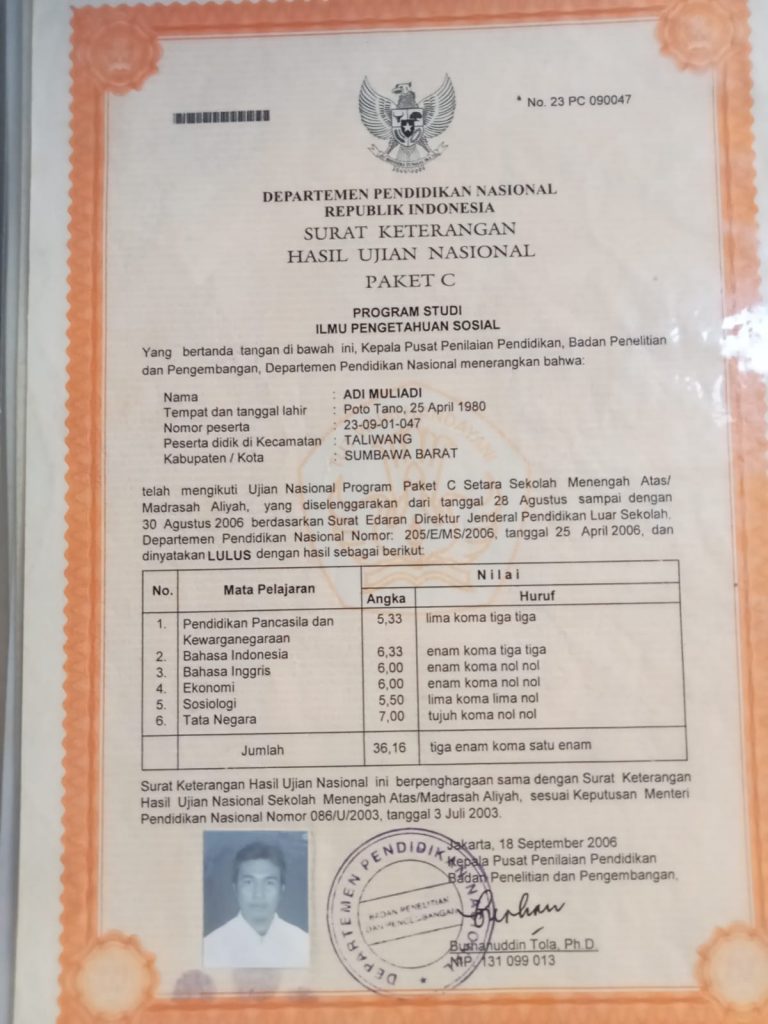 * No. 23 PC 090047
DEPARTEMEN PENDIDIKAN NASIONAL
REPUBLIK INDONESIA
SURAT KETERANGAN
HASIL UJIAN NASIONAL
PAKET C
PROGRAM STUDI
ILMU PENGETAHUAN SOSIAL
Yang bertanda tangan di bawah ini, Kepala Pusat Penilaian Pendidikan, Badan Penelitian
dan Pengembangan, Departemen Pendidikan Nasional menerangkan bahwa:
Nama : ADI MULIADI
Tempat dan tanggal lahir : Poto Tano, 25 April 1980
Nomor peserta : 23-09-01-047
Peserta didik di Kecamatan : TALIWANG
Kabupaten / Kota : SUMBAWA BARAT
telah mengikuti Ujian Nasional Program Paket C Setara Sekolah Menengah Atas/
Madrasah Aliyah, yang diselenggarakan dari tanggal 28 Agustus sampai dengan
30 Agustus 2006 berdasarkan Surat Edaran Direktur Jenderal Pendidikan Luar Sekolah,
Departemen Pendidikan Nasional Nomor: 205/E/MS/2006, tanggal 25 April 2006, dan
dinyatakan LULUS dengan hasil sebagai berikut:
No. Mata Pelajaran Nilai
Angka Huruf
1. Pendidikan Pancasila dan 5,33 lima koma tiga tiga
Kewarganegaraan
2. Bahasa Indonesia 6,33 enam koma tiga tiga
3. Bahasa Inggris 6,00 enam koma nol nol
4. Ekonomi 6,00 enam koma nol nol
5. Sosiologi 5,50 lima koma lima nol
6. Tata Negara 7,00 tujuh koma nol nol
Jumlah 36,16 tiga enam koma satu enam
Surat Keterangan Hasil Ujian Nasional ini berpenghargaan sama dengan Surat Keterangan
Hasil Ujian Nasional Sekolah Menengah Atas/Madrasah Aliyah, sesuai Keputusan Menteri
Pendidikan Nasional Nomor 086/U/2003, tanggal 3 Juli 2003.
Jakarta, 18 September 2006
Kepala Pusat Penilaian Pendidikan
Badan Penelitian dan Pengembangan,
DEPARTEMEN PENDIDIKAN NASIONAL
BADAN PENELITIAN
DAN PENGEMBANGAN
Burhanuddin Tola, Ph.D.
NIP. 131 099 013